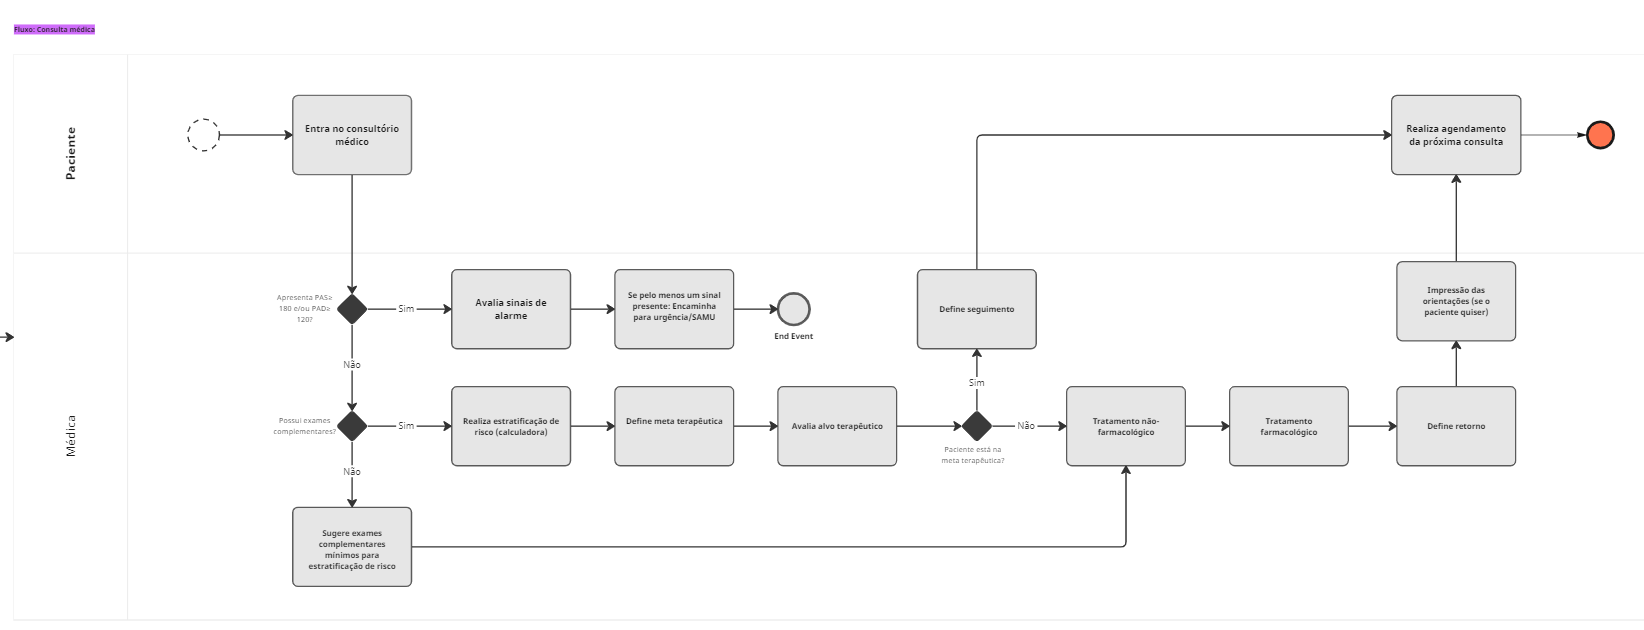 Fluxo: Consulta médica
Paciente
Entra no consultório
médico
Realiza agendamento
da próxima consulta
Médica
Apresenta PAS≥
180 e/ou PAD≥
120?
Sim
Avalia sinais de
alarme
Se pelo menos um sinal
presente: Encaminha
para urgência/SAMU
End Event
Define seguimento
Impressão das
orientações (se o
paciente quiser)
Não
Sim
Possui exames
complementares?
Sim
Realiza estratificação de
risco (calculadora)
Define meta terapêutica
Avalia alvo terapêutico
Paciente está na
meta terapêutica?
Não
Tratamento não-
farmacológico
Tratamento
farmacológico
Define retorno
Não
Sugere exames
complementares
mínimos para
estratificação de risco